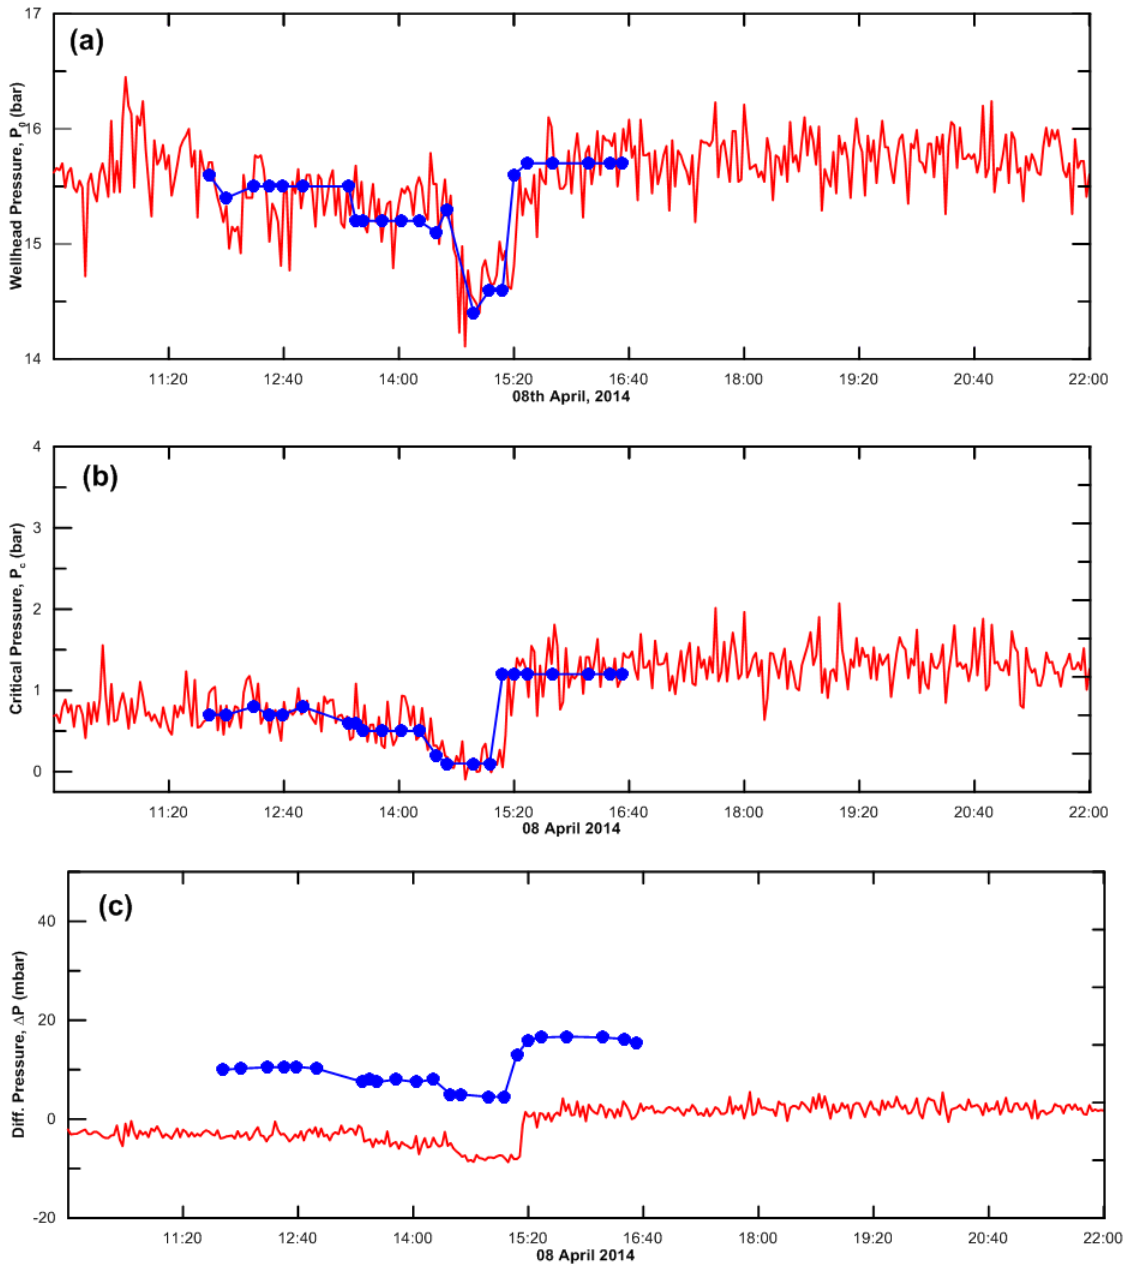 (a)
Wellhead Pressure, P0 (bar)
17
16
15
14
11:20 12:40 14:00 15:20 16:40 18:00 19:20 20:40 22:00
08th April, 2014
(b)
Critical Pressure, Pc (bar)
4
3
2
1
0
11:20 12:40 14:00 15:20 16:40 18:00 19:20 20:40 22:00
08 April 2014
(c)
Diff. Pressure, ΔP (mbar)
40
20
0
-20
11:20 12:40 14:00 15:20 16:40 18:00 19:20 20:40 22:00
08 April 2014